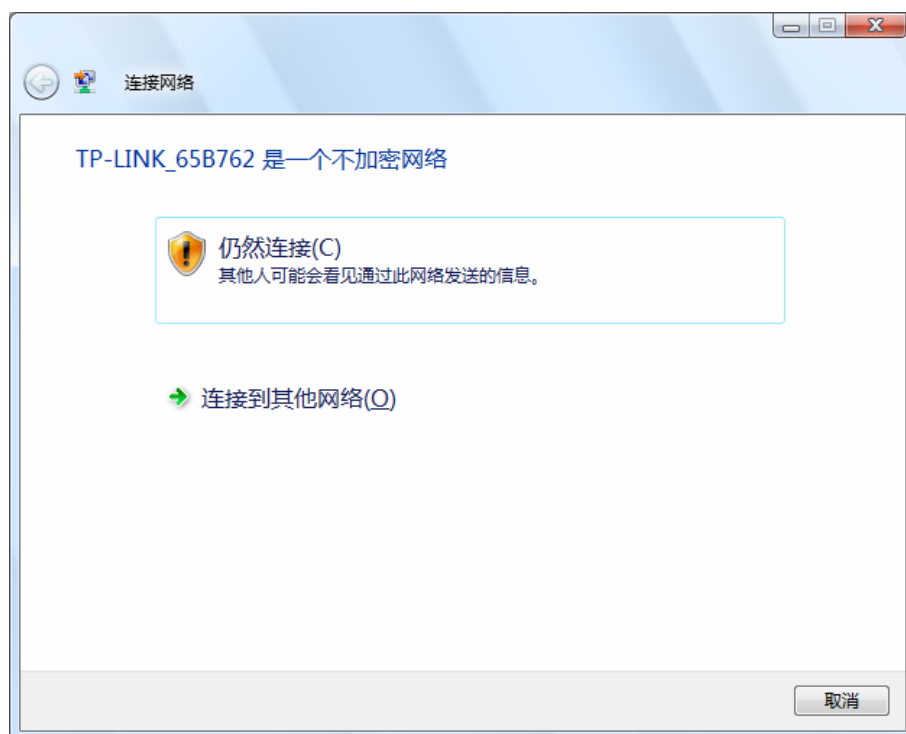 连接网络
TP-LINK_65B762 是一个不加密网络
仍然连接(C)
其他人可能会看见通过此网络发送的信息。
连接到其他网络(O)
取消